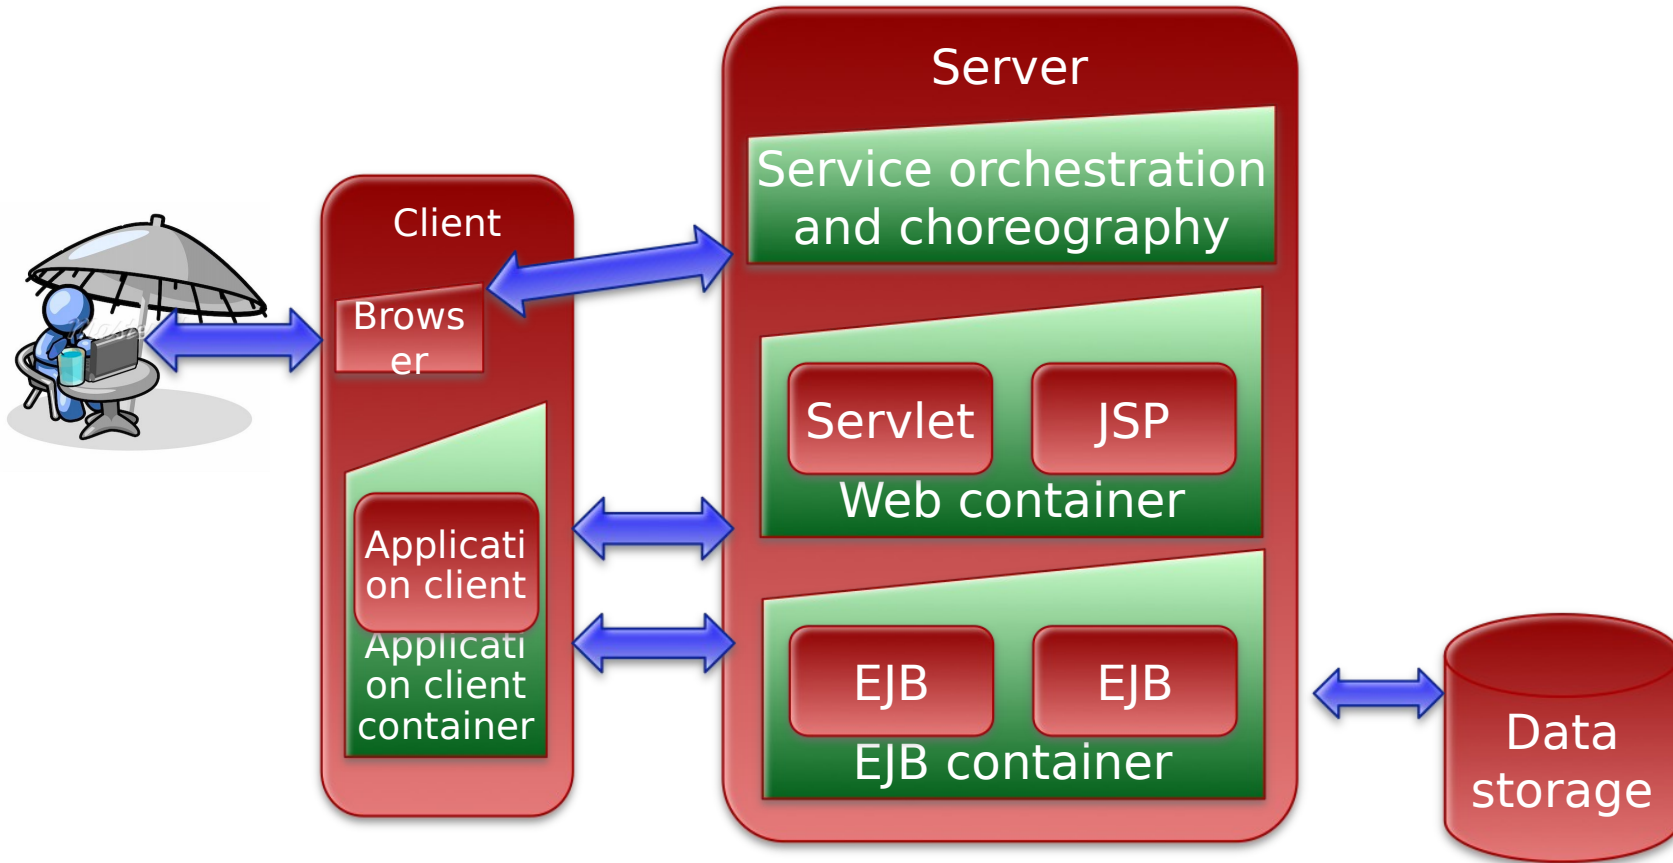 Server
Service orchestration
and choreography
Client
Brows
er
Servlet
JSP
Web container
Applicati
on client
Applicati
on client
container
EJB
EJB
EJB container
Data
storage